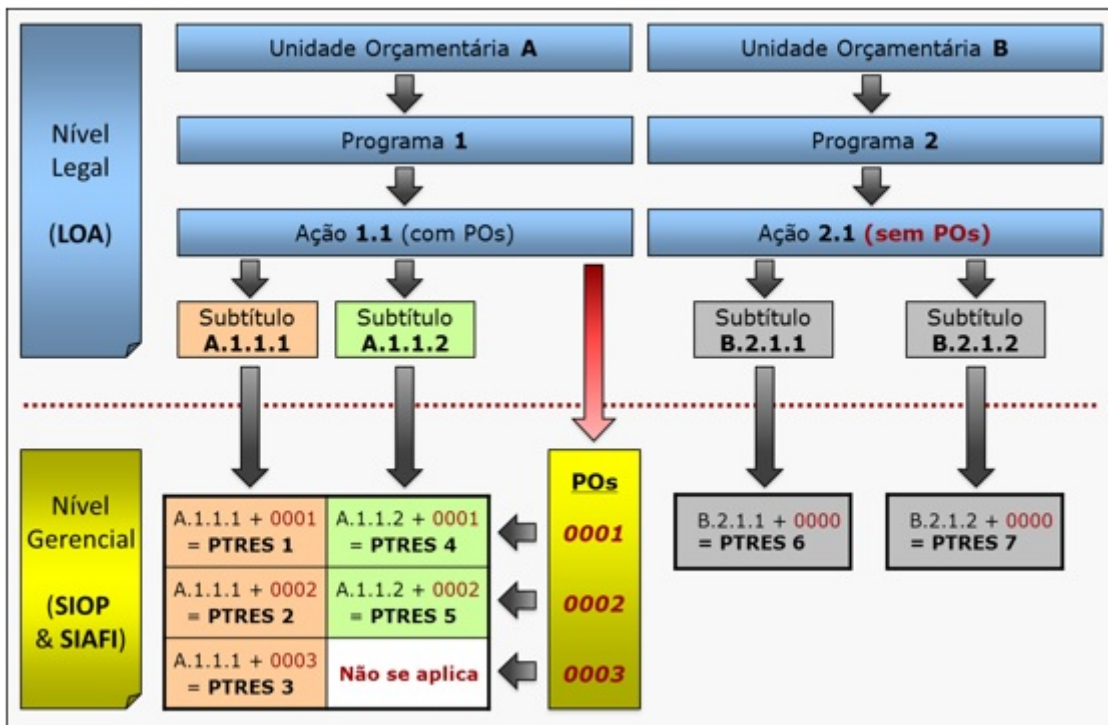 Nível
Legal
(LOA)
Unidade Orçamentária A
Unidade Orçamentária B
Programa 1
Programa 2
Ação 1.1 (com POs)
Ação 2.1 (sem POs)
Subtítulo
A.1.1.1
Subtítulo
A.1.1.2
Subtítulo
B.2.1.1
Subtítulo
B.2.1.2
Nível
Gerencial
(SIOP
& SIAFI)
A.1.1.1 + 0001
= PTRES 1
A.1.1.2 + 0001
= PTRES 4
A.1.1.1 + 0002
= PTRES 2
A.1.1.2 + 0002
= PTRES 5
A.1.1.1 + 0003
= PTRES 3
Não se aplica
POs
0001
0002
0003
B.2.1.1 + 0000
= PTRES 6
B.2.1.2 + 0000
= PTRES 7